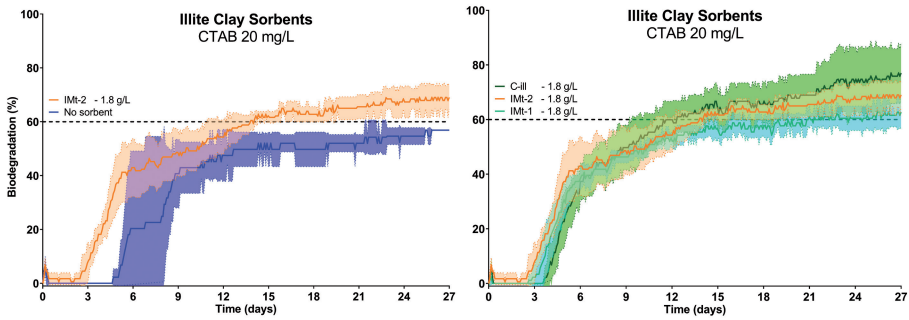 Illite Clay Sorbents
CTAB 20 mg/L
Biodegradation (%)
100
80
60
40
20
0
IMt-2 - 1.8 g/L
No sorbent
0 3 6 9 12 15 18 21 24 27
Time (days)
Illite Clay Sorbents
CTAB 20 mg/L
100
80
60
40
20
0
C-ill - 1.8 g/L
IMt-2 - 1.8 g/L
IMt-1 - 1.8 g/L
0 3 6 9 12 15 18 21 24 27
Time (days)